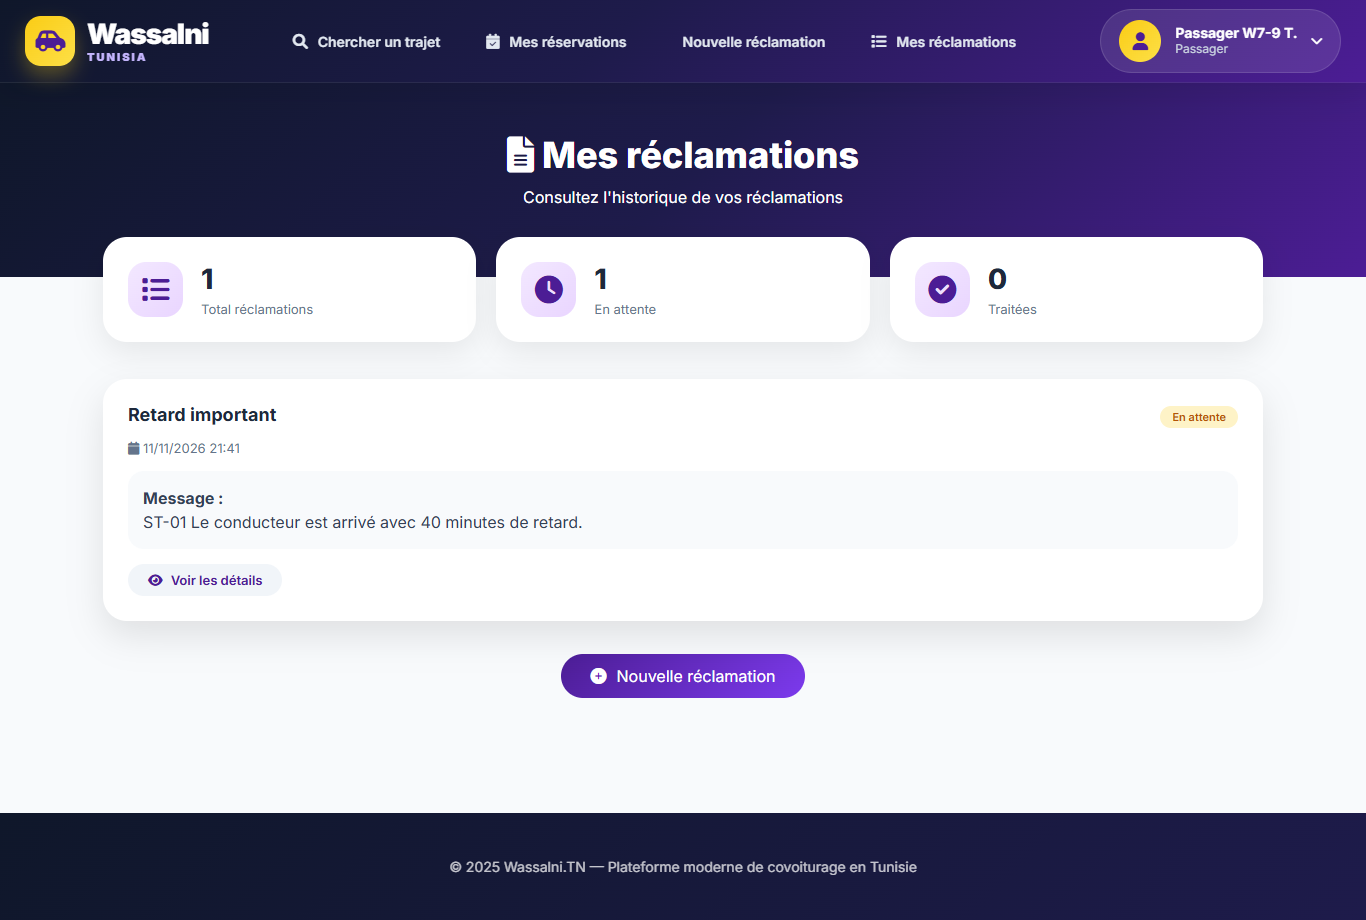 Wassalni
TUNISIA
Chercher un trajet
Mes réservations
Nouvelle réclamation
Mes réclamations
Passager W7-9 T.
Passager
Mes réclamations
Consultez l'historique de vos réclamations
1
Total réclamations
1
En attente
0
Traitées
Retard important
En attente
11/11/2026 21:41
Message :
ST-01 Le conducteur est arrivé avec 40 minutes de retard.
Voir les détails
Nouvelle réclamation
© 2025 Wassalni.TN — Plateforme moderne de covoiturage en Tunisie